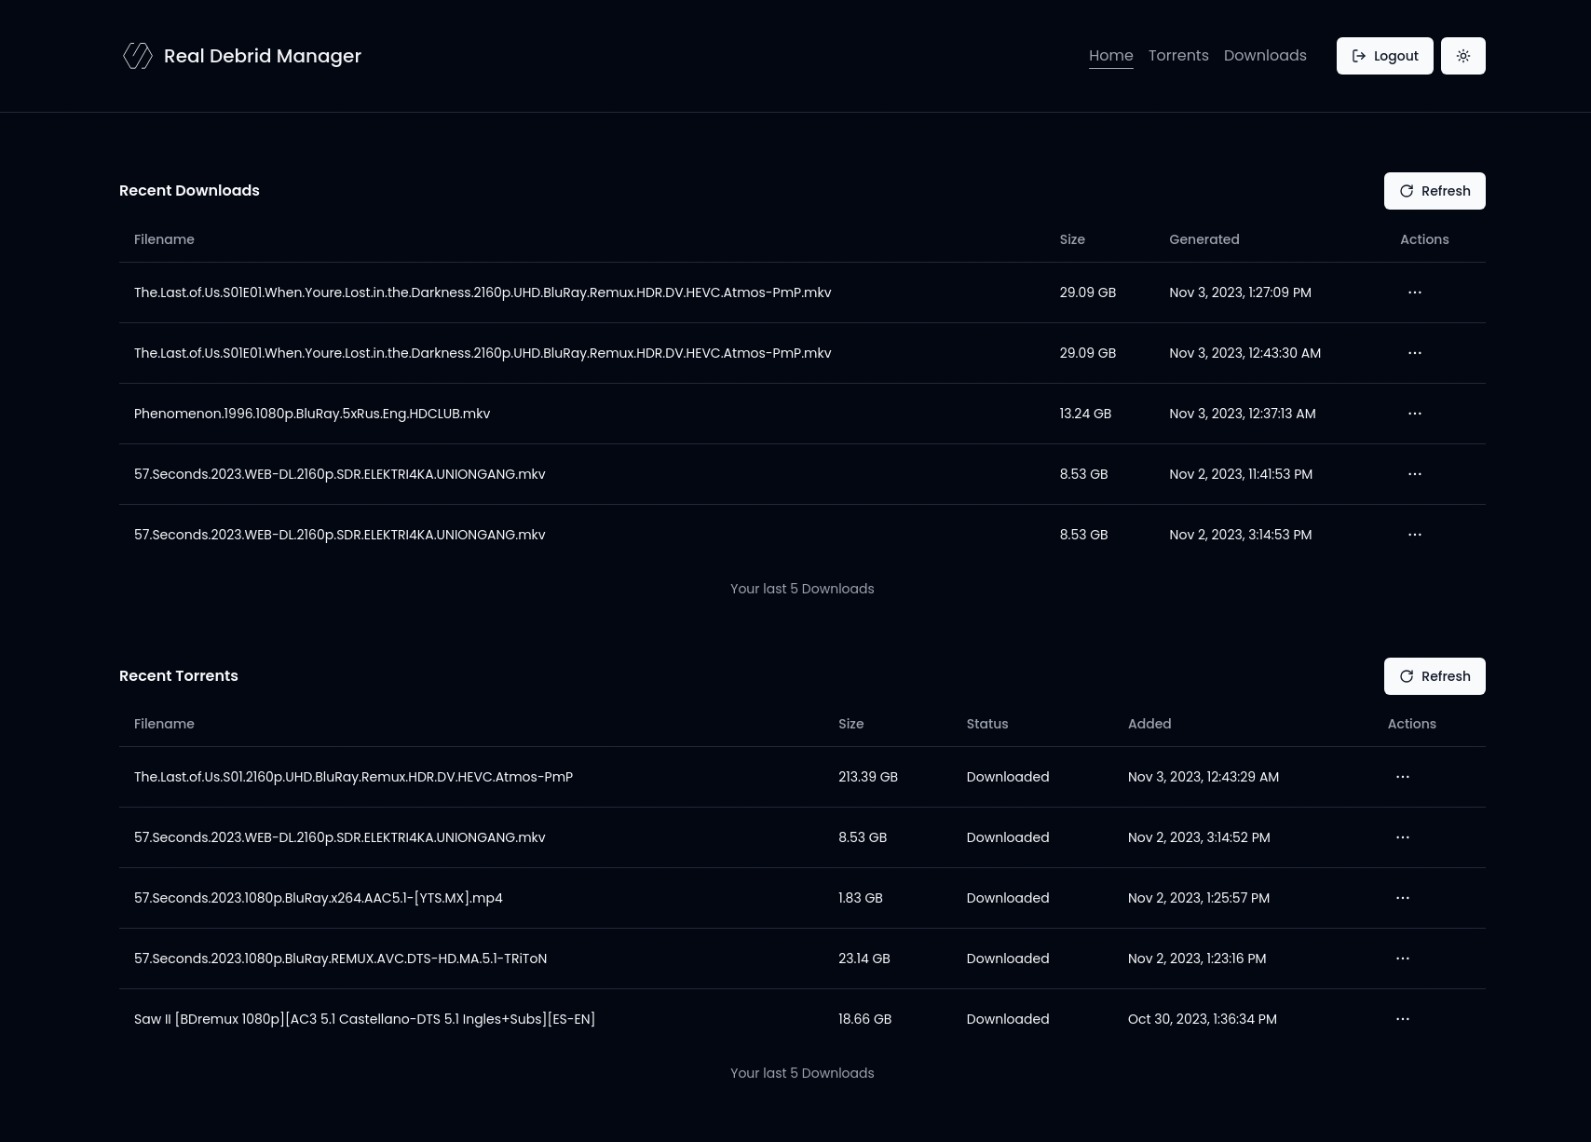 Real Debrid Manager
Home Torrents Downloads Logout
Recent Downloads Refresh
Filename Size Generated Actions
The.Last.of.Us.S01E01.When.Youre.Lost.in.the.Darkness.2160p.UHD.BluRay.Remux.HDR.DV.HEVC.Atmos-PmP.mkv 29.09 GB Nov 3, 2023, 1:27:09 PM
The.Last.of.Us.S01E01.When.Youre.Lost.in.the.Darkness.2160p.UHD.BluRay.Remux.HDR.DV.HEVC.Atmos-PmP.mkv 29.09 GB Nov 3, 2023, 12:43:30 AM
Phenomenon.1996.1080p.BluRay.5xRus.Eng.HDCLUB.mkv 13.24 GB Nov 3, 2023, 12:37:13 AM
57.Seconds.2023.WEB-DL.2160p.SDR.ELEKTRI4KA.UNIONGANG.mkv 8.53 GB Nov 2, 2023, 11:41:53 PM
57.Seconds.2023.WEB-DL.2160p.SDR.ELEKTRI4KA.UNIONGANG.mkv 8.53 GB Nov 2, 2023, 3:14:53 PM
Your last 5 Downloads
Recent Torrents Refresh
Filename Size Status Added Actions
The.Last.of.Us.S01.2160p.UHD.BluRay.Remux.HDR.DV.HEVC.Atmos-PmP 213.39 GB Downloaded Nov 3, 2023, 12:43:29 AM
57.Seconds.2023.WEB-DL.2160p.SDR.ELEKTRI4KA.UNIONGANG.mkv 8.53 GB Downloaded Nov 2, 2023, 3:14:52 PM
57.Seconds.2023.1080p.BluRay.x264.AAC5.1-[YTS.MX].mp4 1.83 GB Downloaded Nov 2, 2023, 1:25:57 PM
57.Seconds.2023.1080p.BluRay.REMUX.AVC.DTS-HD.MA.5.1-TRiToN 23.14 GB Downloaded Nov 2, 2023, 1:23:16 PM
Saw II [BDremux 1080p][AC3 5.1 Castellano-DTS 5.1 Ingles+Subs][ES-EN] 18.66 GB Downloaded Oct 30, 2023, 1:36:34 PM
Your last 5 Downloads